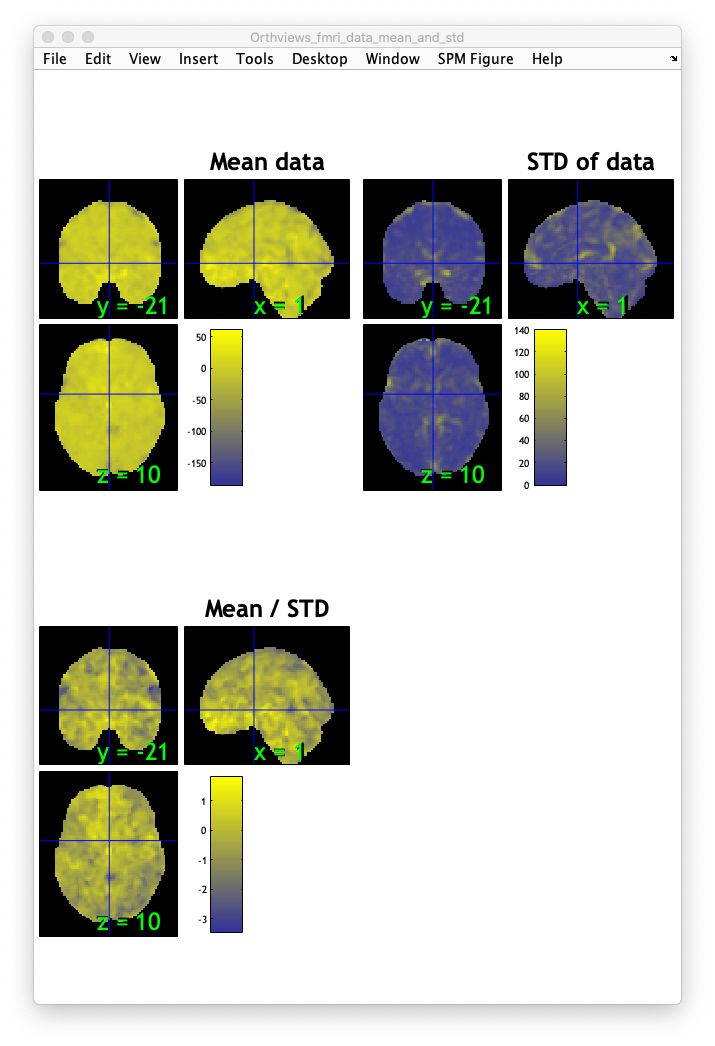 Orthviews_fmri_data_mean_and_std
File Edit View Insert Tools Desktop Window SPM Figure Help
Mean data
y = -21
x = 1
z = 10
50
0
-50
-100
-150
STD of data
y = -21
x = 1
z = 10
140
120
100
80
60
40
20
0
Mean / STD
y = -21
x = 1
z = 10
1
0
-1
-2
-3